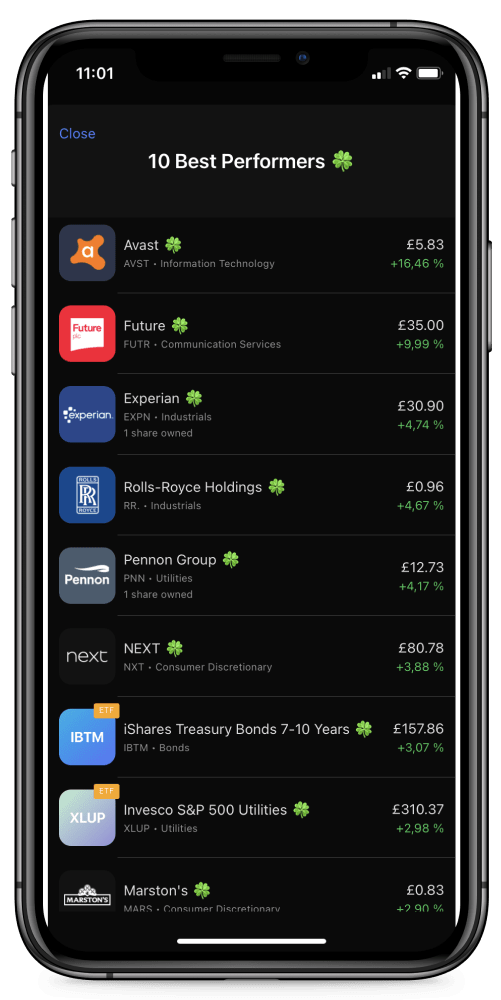 11:01
Close
10 Best Performers 🍀
a
Avast 🍀
£5.83
AVST • Information Technology
+16,46 %
Future
plc
Future 🍀
£35.00
FUTR • Communication Services
+9,99 %
experian.
Experian 🍀
£30.90
EXPN • Industrials
+4,74 %
1 share owned
ROLLS
RR
ROYCE
Rolls-Royce Holdings 🍀
£0.96
RR. • Industrials
+4,67 %
Pennon
Pennon Group 🍀
£12.73
PNN • Utilities
+4,17 %
1 share owned
next
NEXT 🍀
£80.78
NXT • Consumer Discretionary
+3,88 %
ETF
IBTM
iShares Treasury Bonds 7-10 Years 🍀
£157.86
IBTM • Bonds
+3,07 %
ETF
XLUP
Invesco S&P 500 Utilities 🍀
£310.37
XLUP • Utilities
+2,98 %
MARSTON'S
Marston's 🍀
£0.83
MARS • Consumer Discretionary
+2,90 %